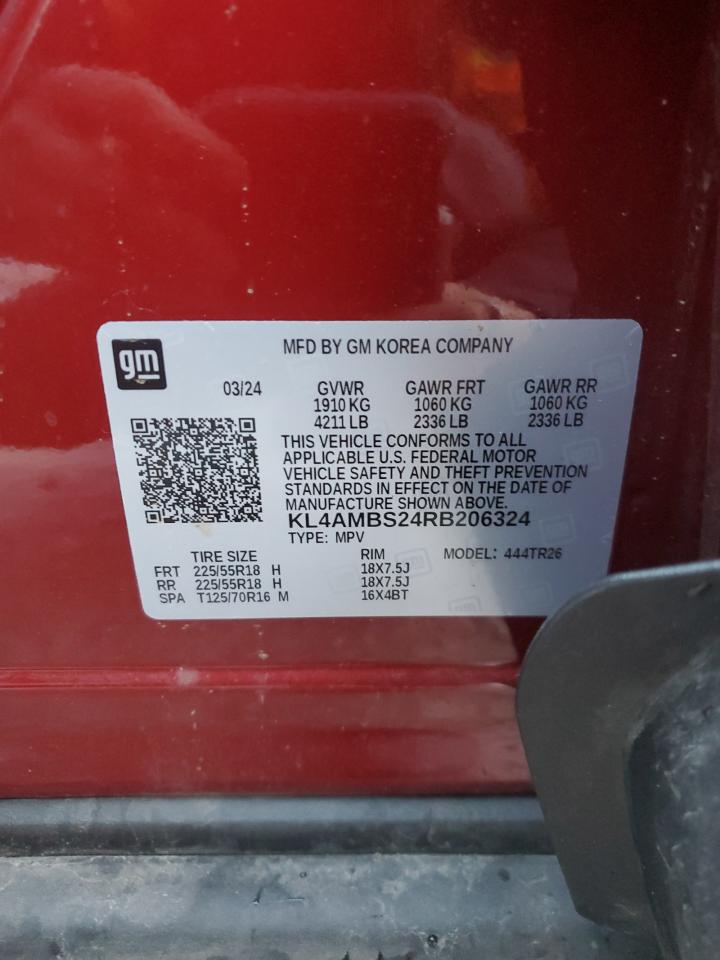 gm
MFD BY GM KOREA COMPANY
03/24 GVWR GAWR FRT GAWR RR
1910 KG 1060 KG 1060 KG
4211 LB 2336 LB 2336 LB
THIS VEHICLE CONFORMS TO ALL
APPLICABLE U.S. FEDERAL MOTOR
VEHICLE SAFETY AND THEFT PREVENTION
STANDARDS IN EFFECT ON THE DATE OF
MANUFACTURE SHOWN ABOVE.
KL4AMBS24RB206324
TYPE: MPV
TIRE SIZE RIM MODEL: 444TR26
FRT 225/55R18 H 18X7.5J
RR 225/55R18 H 18X7.5J
SPA T125/70R16 M 16X4BT